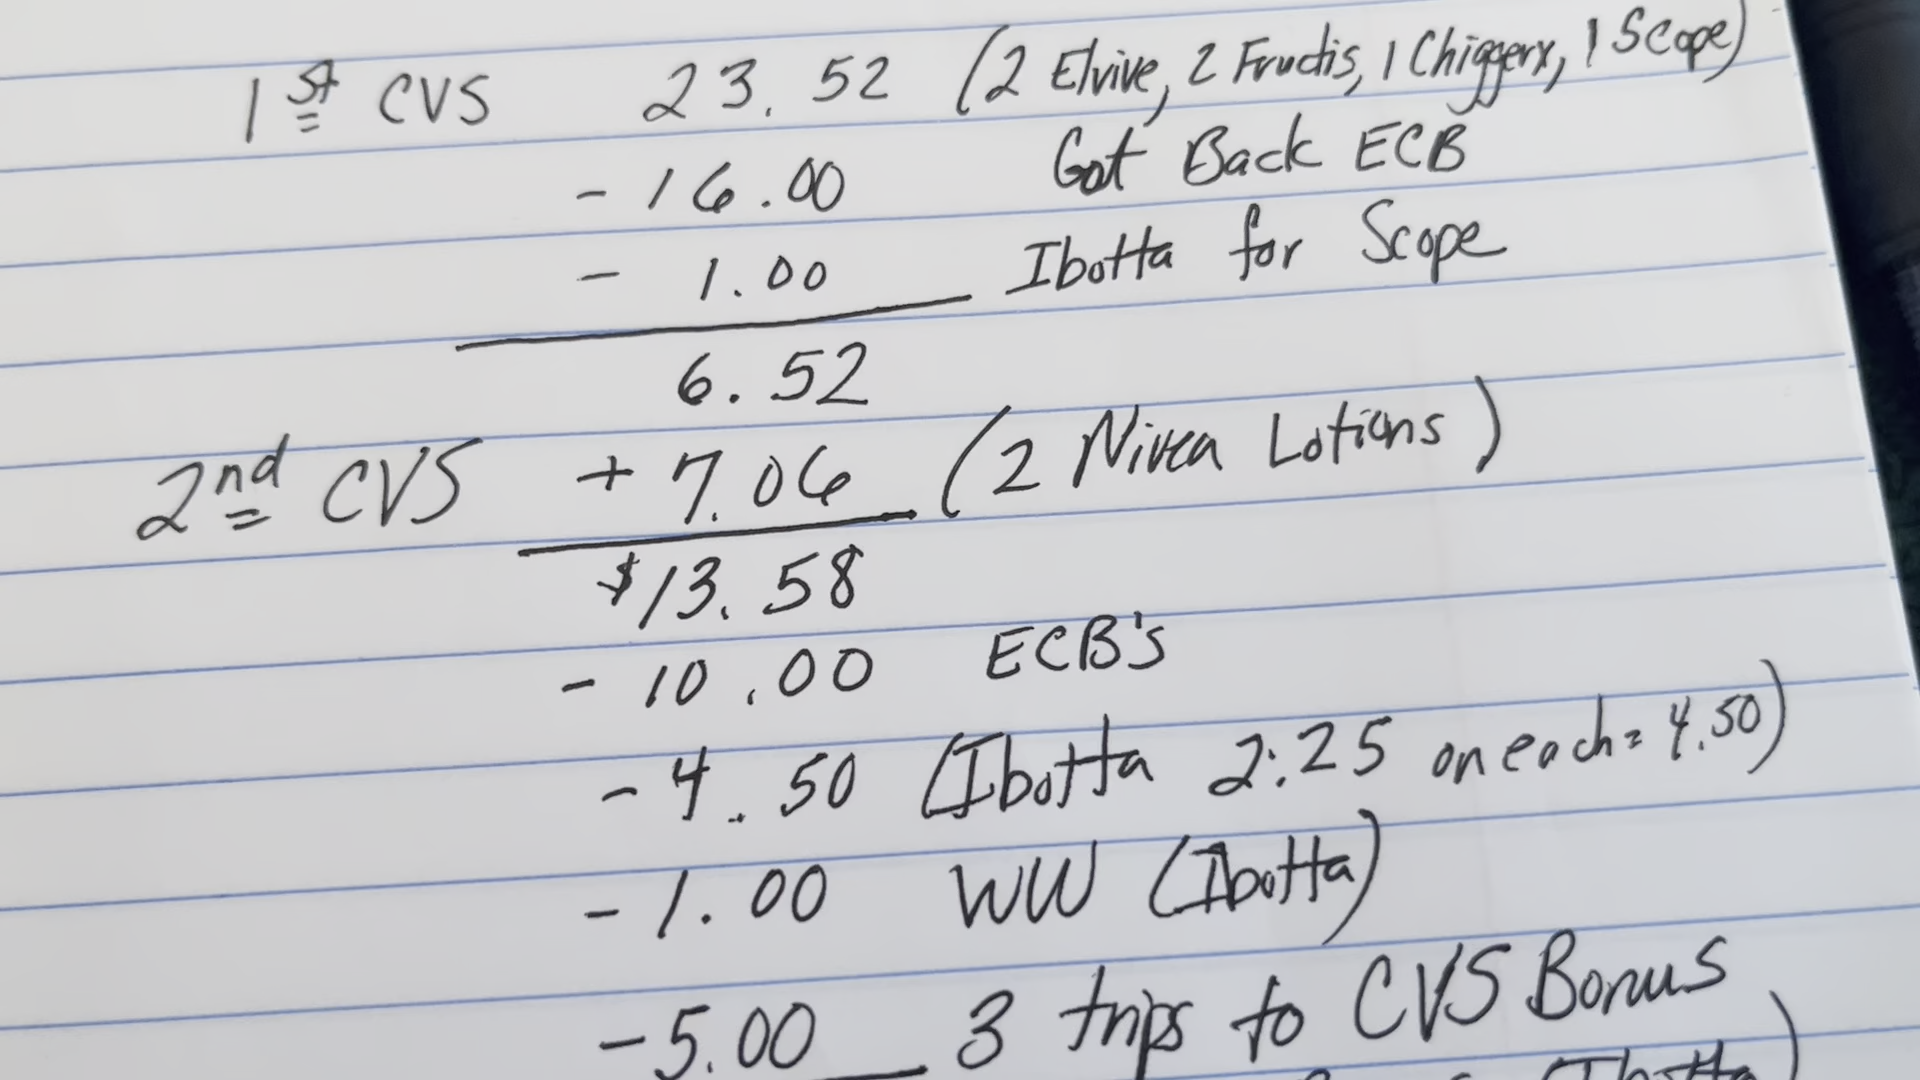 1st CVS 23.52 (2 Elvive, 2 Fructis, 1 Chiggerx, 1 Scope)
- 16.00 Got Back ECB
- 1.00 Ibotta for Scope
6.52
2nd CVS + 7.06 (2 Nivea Lotions)
$13.58
- 10.00 ECB's
- 4.50 (Ibotta 2.25 on each = 4.50)
- 1.00 WW (Ibotta)
- 5.00 3 trips to CVS Bonus
(Ibotta)